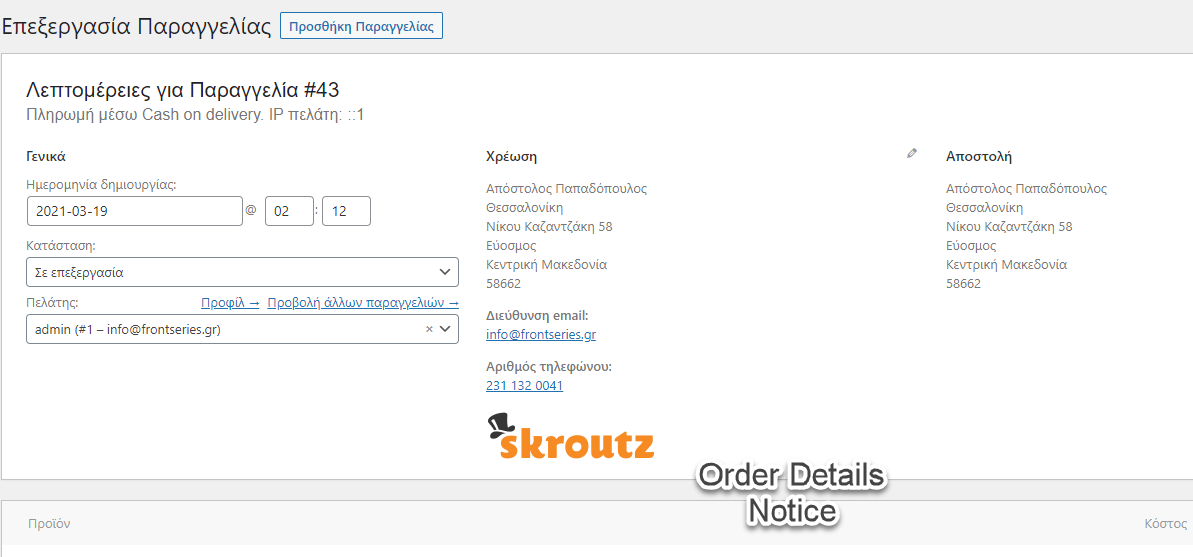 Επεξεργασία Παραγγελίας Προσθήκη Παραγγελίας
Λεπτομέρειες για Παραγγελία #43
Πληρωμή μέσω Cash on delivery. IP πελάτη: ::1
Γενικά
Ημερομηνία δημιουργίας:
2021-03-19 @ 02 : 12
Κατάσταση:
Σε επεξεργασία
Πελάτης: Προφίλ → Προβολή άλλων παραγγελιών →
admin (#1 – info@frontseries.gr) ×
Χρέωση
Απόστολος Παπαδόπουλος
Θεσσαλονίκη
Νίκου Καζαντζάκη 58
Εύοσμος
Κεντρική Μακεδονία
58662
Διεύθυνση email:
info@frontseries.gr
Αριθμός τηλεφώνου:
231 132 0041
skroutz
Αποστολή
Απόστολος Παπαδόπουλος
Θεσσαλονίκη
Νίκου Καζαντζάκη 58
Εύοσμος
Κεντρική Μακεδονία
58662
Order Details
Notice
Προϊόν Κόστος